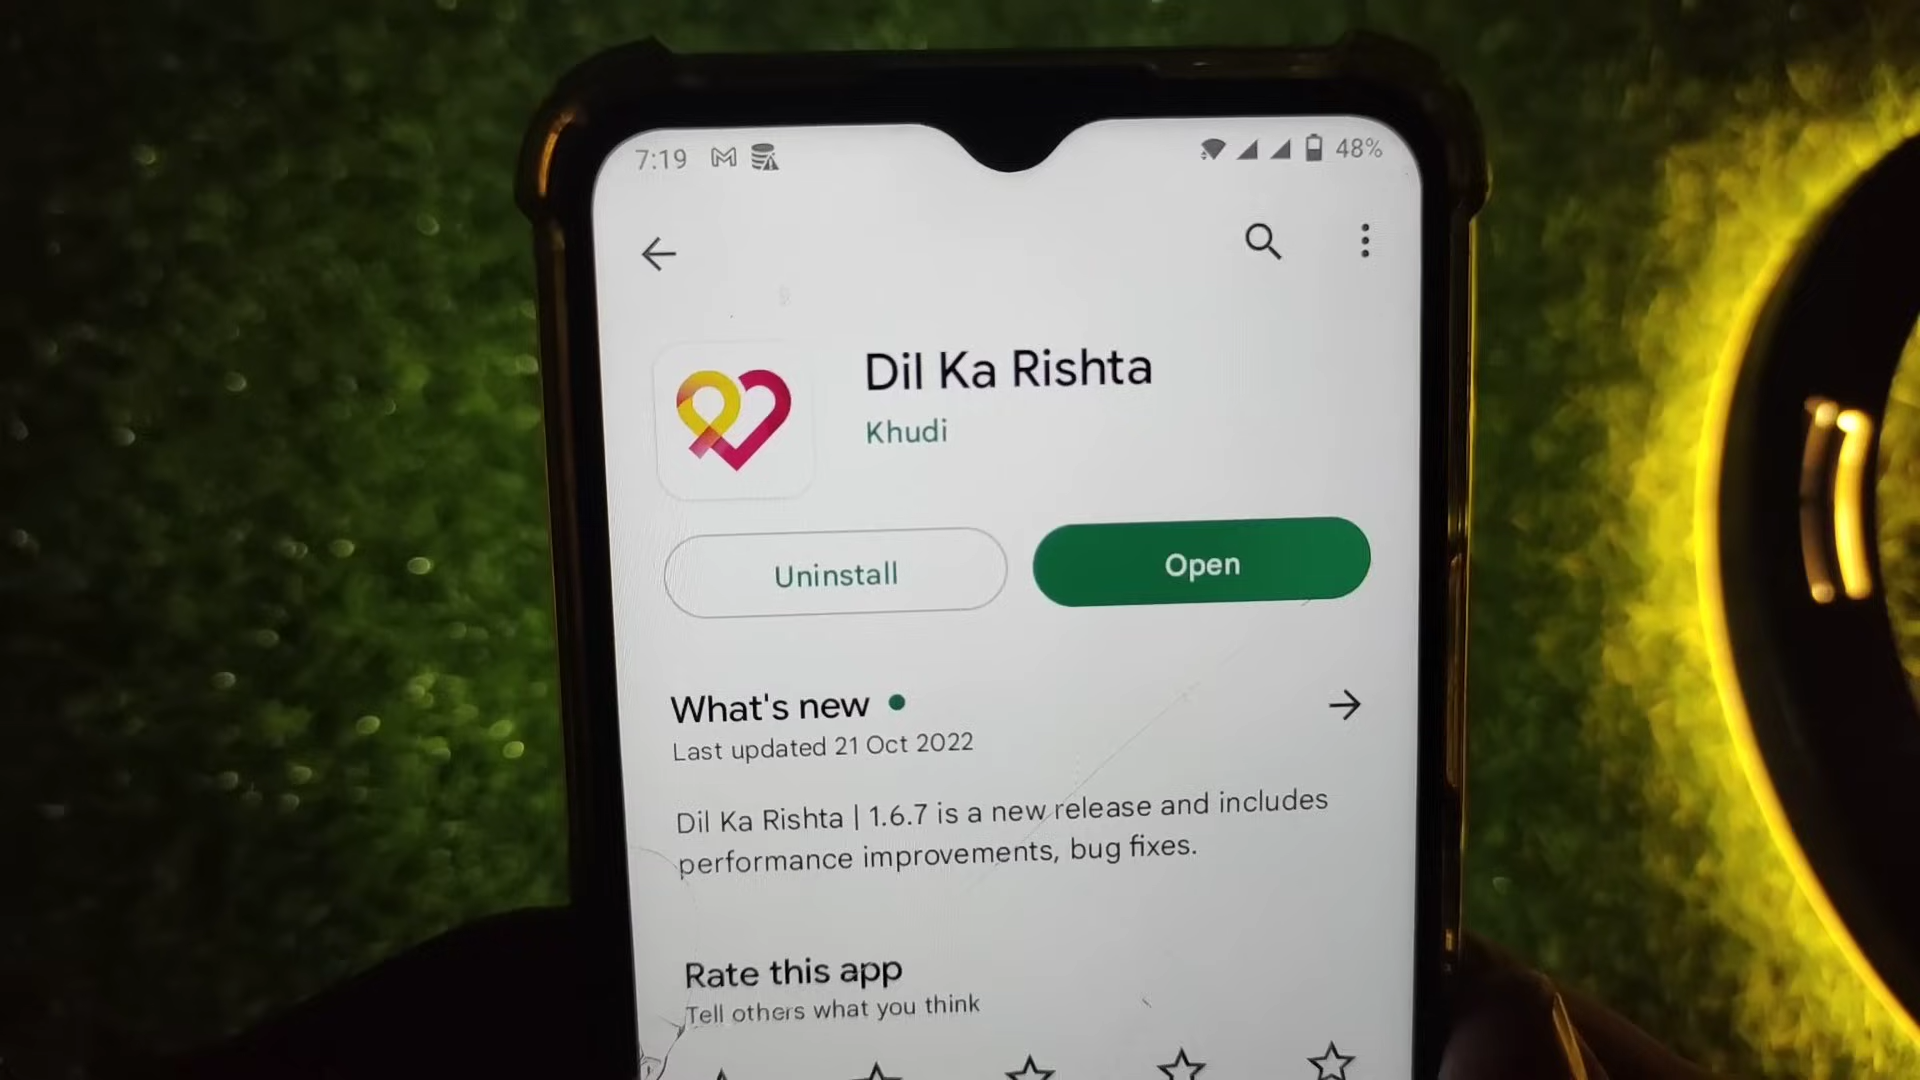 7:19
48%
Dil Ka Rishta
Khudi
Uninstall
Open
What's new
Last updated 21 Oct 2022
Dil Ka Rishta | 1.6.7 is a new release and includes
performance improvements, bug fixes.
Rate this app
Tell others what you think